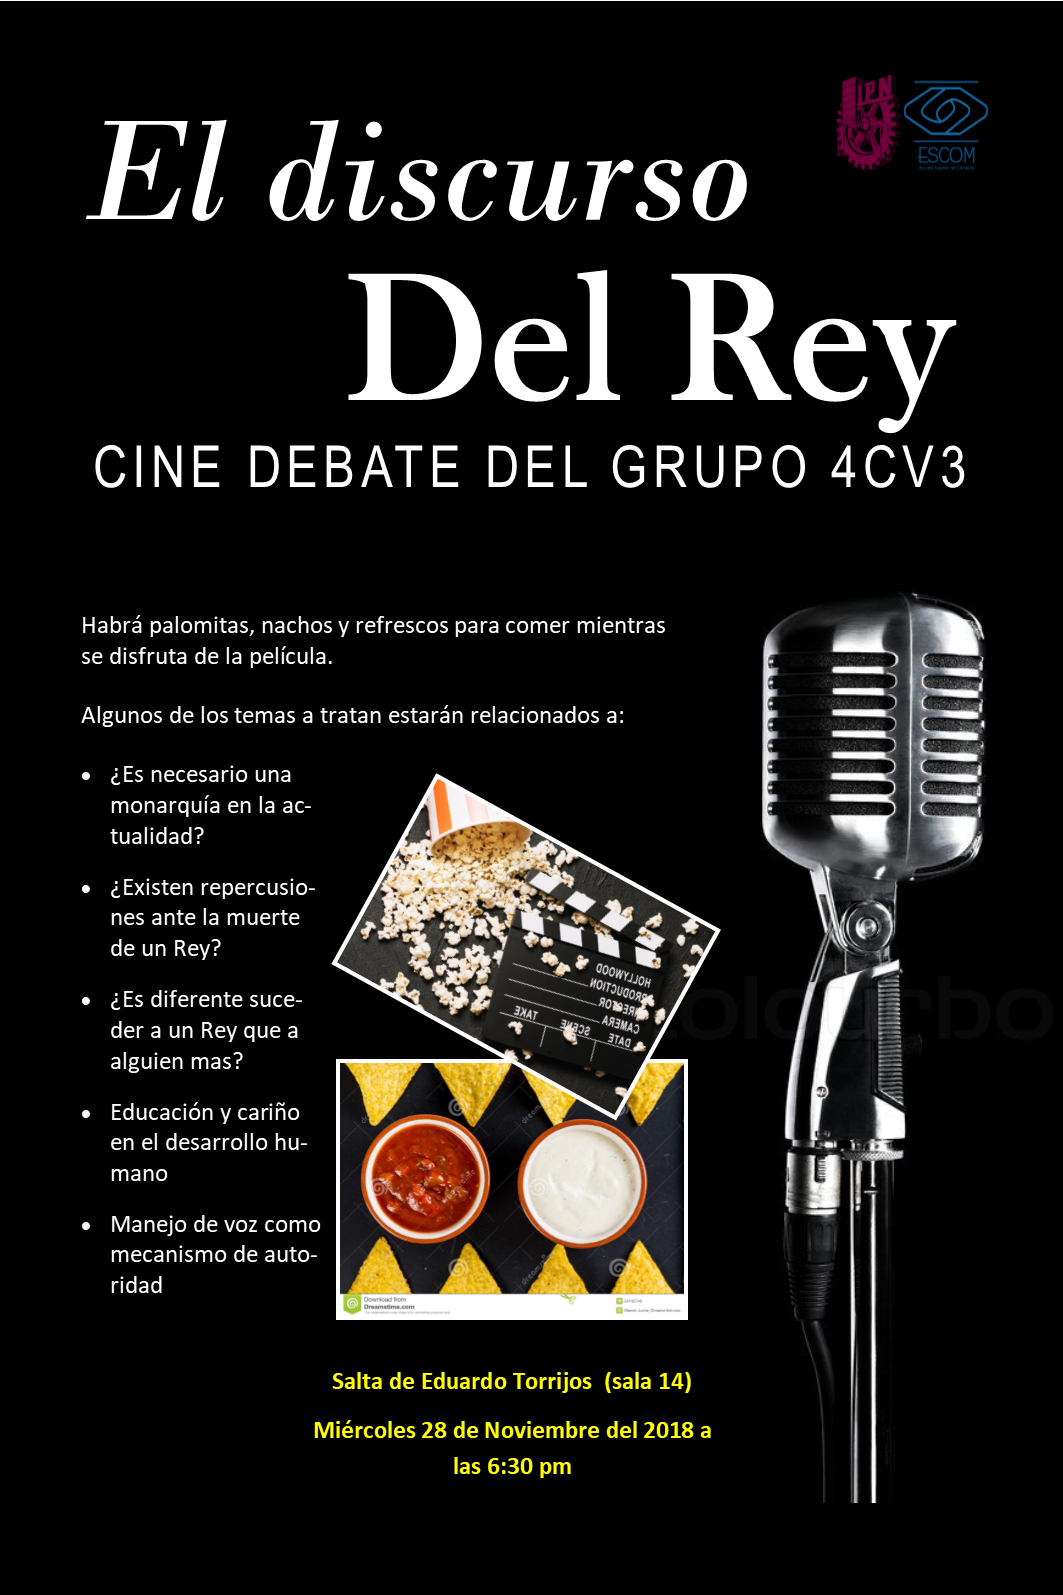 IPN
ESCOM
El discurso
Del Rey
CINE DEBATE DEL GRUPO 4CV3
Habrá palomitas, nachos y refrescos para comer mientras
se disfruta de la película.
Algunos de los temas a tratan estarán relacionados a:
• ¿Es necesario una
monarquía en la ac-
tualidad?
• ¿Existen repercusio-
nes ante la muerte
de un Rey?
• ¿Es diferente suce-
der a un Rey que a
alguien mas?
• Educación y cariño
en el desarrollo hu-
mano
• Manejo de voz como
mecanismo de auto-
ridad
HOLLYWOOD
PRODUCTION
DIRECTOR
CAMERA
DATE SCENE TAKE
Download from
Dreamstime.com
Salta de Eduardo Torrijos  (sala 14)
Miércoles 28 de Noviembre del 2018 a
las 6:30 pm